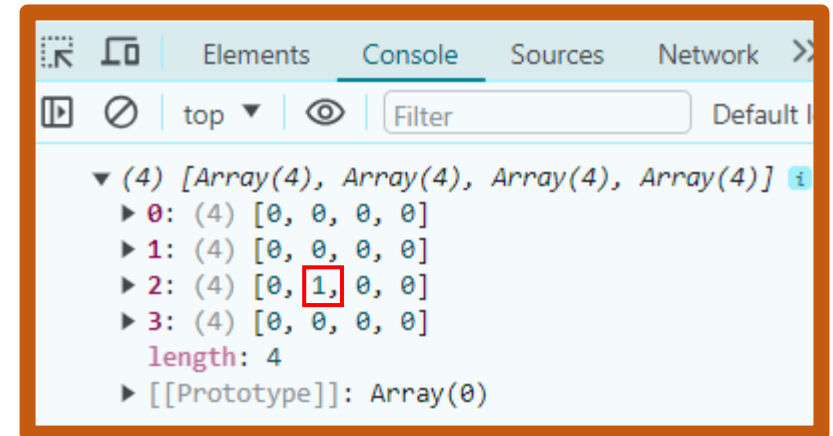 Elements Console Sources Network
top Filter Default l
(4) [Array(4), Array(4), Array(4), Array(4)] i
0: (4) [0, 0, 0, 0]
1: (4) [0, 0, 0, 0]
2: (4) [0, 1, 0, 0]
3: (4) [0, 0, 0, 0]
length: 4
[[Prototype]]: Array(0)